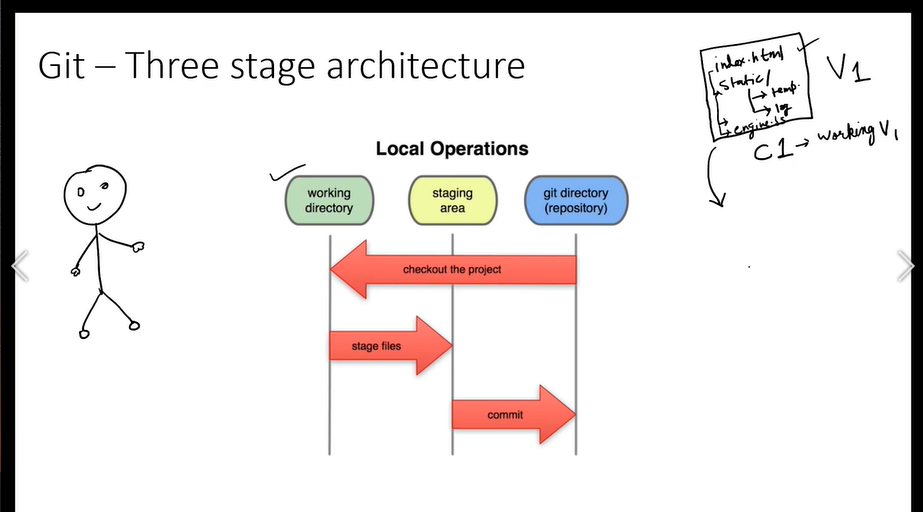 Git – Three stage architecture
index.html
static/
temp.
log
engine.js
V1
C1 → working V1
Local Operations
working
directory
staging
area
git directory
(repository)
checkout the project
stage files
commit